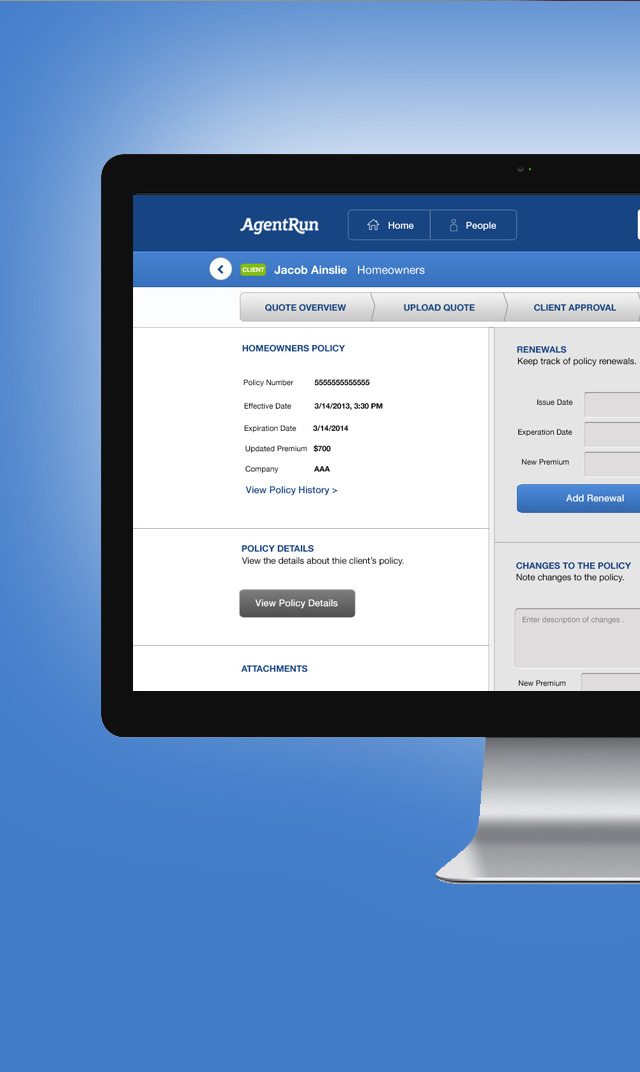 AgentRun
Home
People
CLIENT
Jacob Ainslie Homeowners
QUOTE OVERVIEW
UPLOAD QUOTE
CLIENT APPROVAL
HOMEOWNERS POLICY
Policy Number 5555555555555
Effective Date 3/14/2013, 3:30 PM
Expiration Date 3/14/2014
Updated Premium $700
Company AAA
View Policy History >
POLICY DETAILS
View the details about thie client's policy.
View Policy Details
ATTACHMENTS
RENEWALS
Keep track of policy renewals.
Issue Date
Experation Date
New Premium
Add Renewal
CHANGES TO THE POLICY
Note changes to the policy.
Enter description of changes .
New Premium